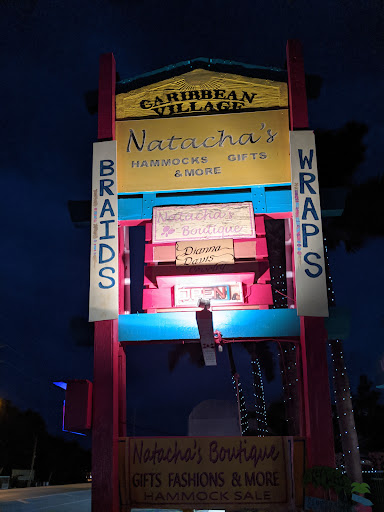 CARIBBEAN
VILLAGE
Natacha's
HAMMOCKS GIFTS
& MORE
BRAIDS
WRAPS
Natacha's
Boutique
Dianna
Davis
OPEN
Natacha's Boutique
GIFTS FASHIONS & MORE
HAMMOCK SALE